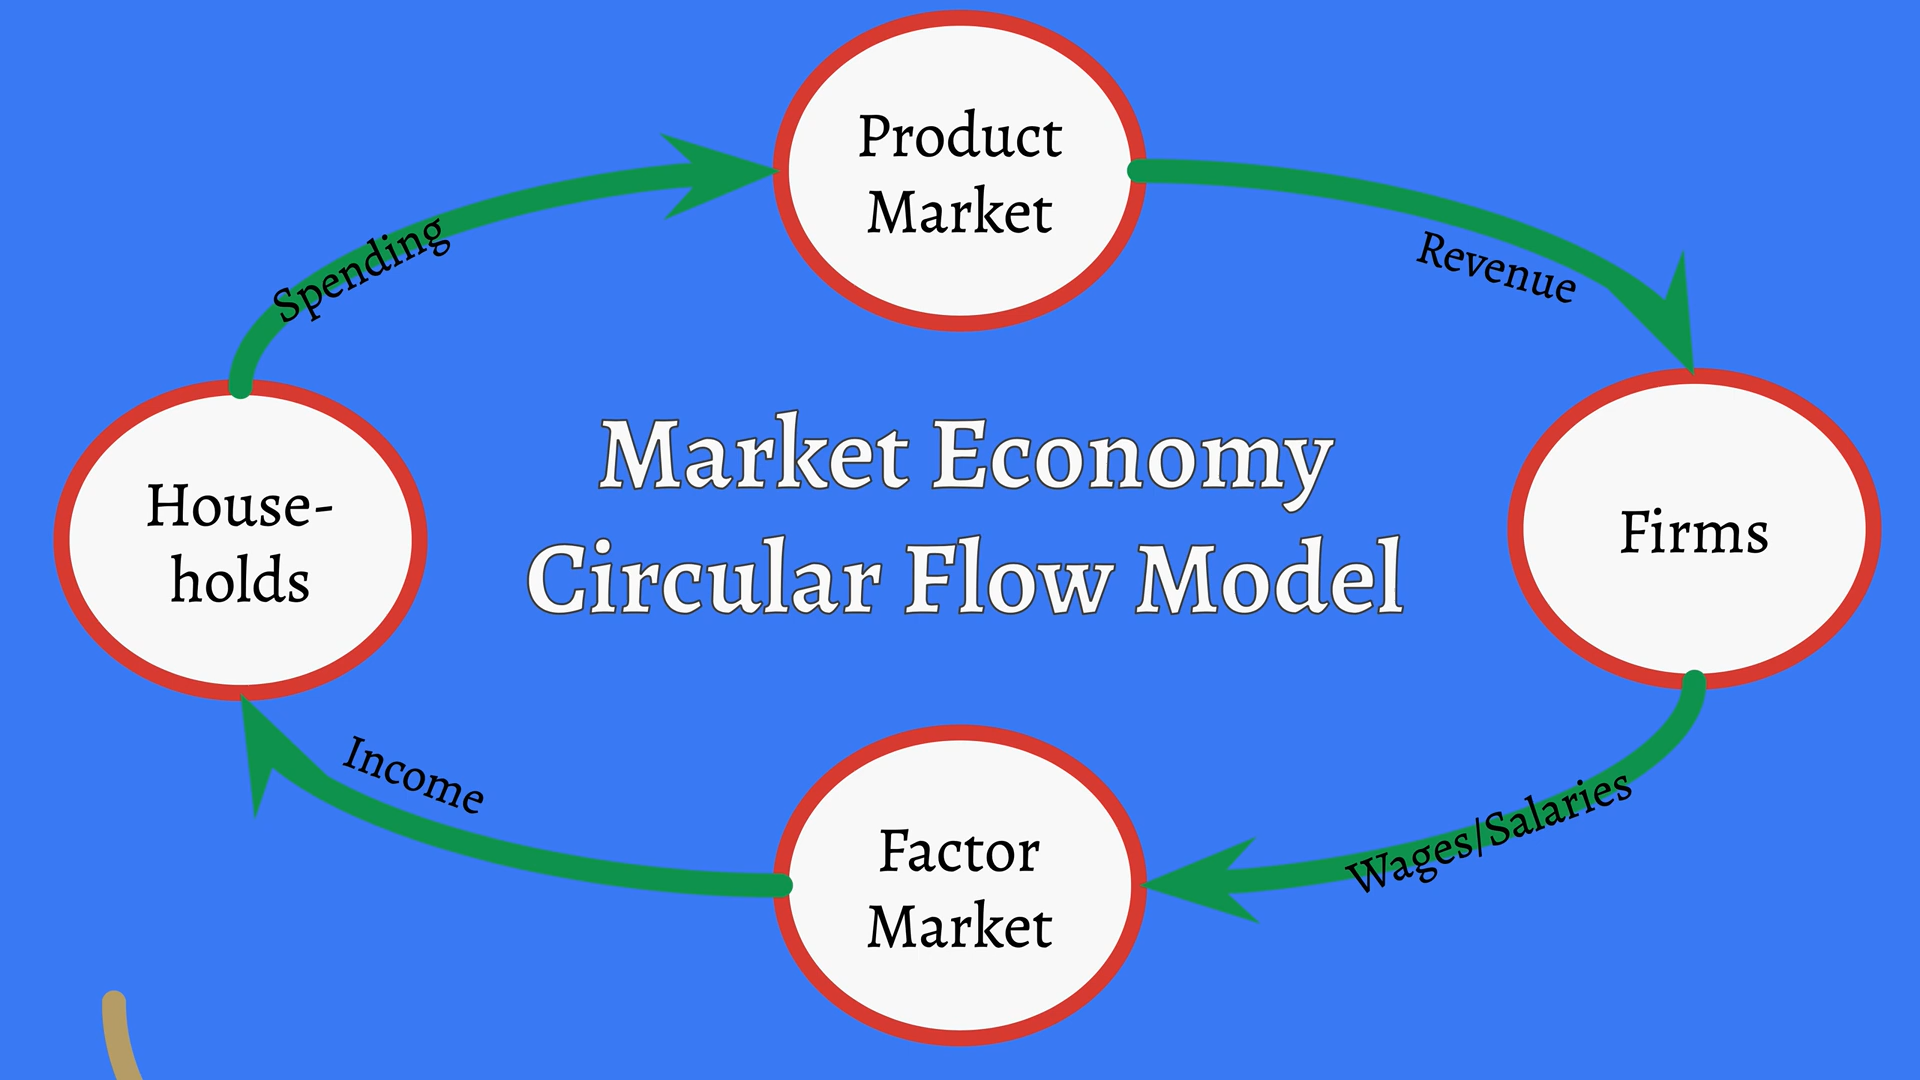 Product
Market
Spending
Revenue
House-
holds
Market Economy
Circular Flow Model
Firms
Income
Wages/Salaries
Factor
Market